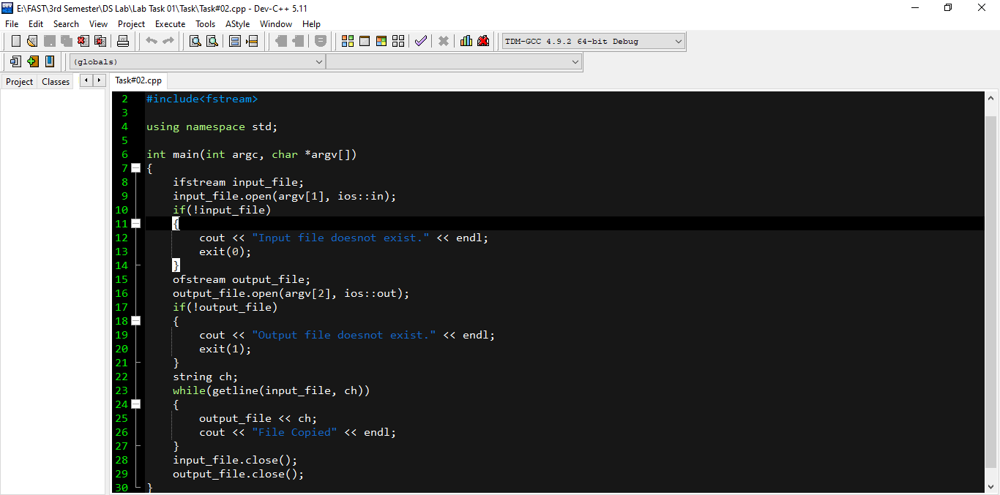 E:\FAST\3rd Semester\DS Lab\Lab Task 01\Task\Task#02.cpp - Dev-C++ 5.11
File Edit Search View Project Execute Tools AStyle Window Help
TDM-GCC 4.9.2 64-bit Debug
(globals)
Project Classes Task#02.cpp
2 #include<fstream>
3
4 using namespace std;
5
6 int main(int argc, char *argv[])
7 {
8 ifstream input_file;
9 input_file.open(argv[1], ios::in);
10 if(!input_file)
11 {
12 cout << "Input file doesnot exist." << endl;
13 exit(0);
14 }
15 ofstream output_file;
16 output_file.open(argv[2], ios::out);
17 if(!output_file)
18 {
19 cout << "Output file doesnot exist." << endl;
20 exit(1);
21 }
22 string ch;
23 while(getline(input_file, ch))
24 {
25 output_file << ch;
26 cout << "File Copied" << endl;
27 }
28 input_file.close();
29 output_file.close();
30 }